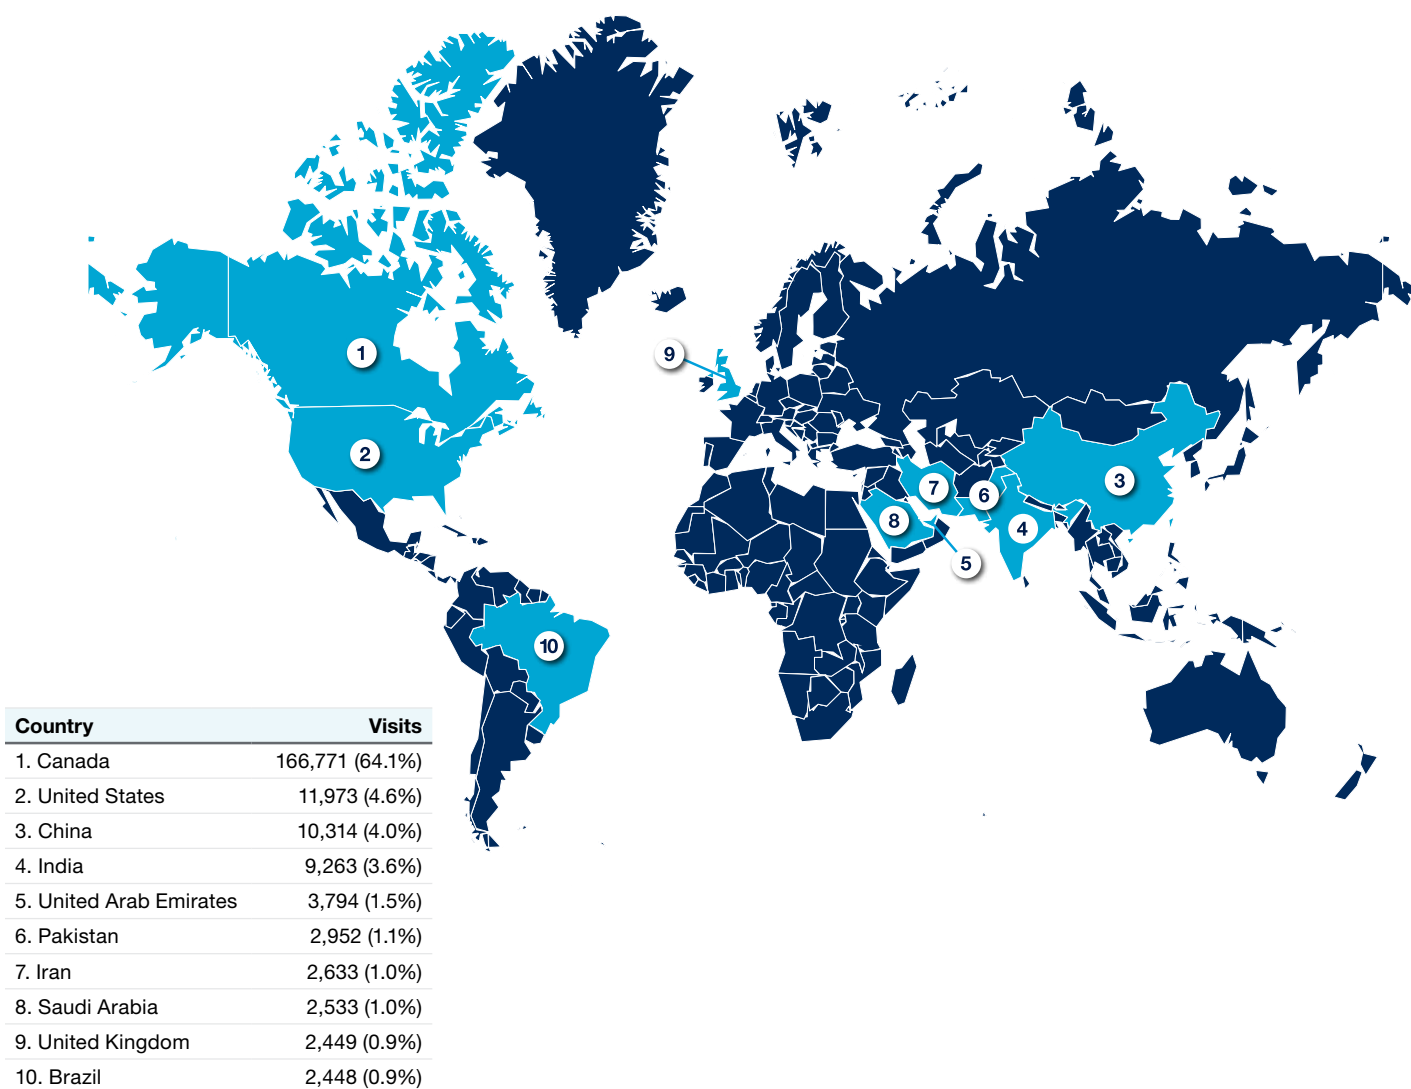 1
2
9
3
7
6
8
4
5
10
Country Visits
1. Canada 166,771 (64.1%)
2. United States 11,973 (4.6%)
3. China 10,314 (4.0%)
4. India 9,263 (3.6%)
5. United Arab Emirates 3,794 (1.5%)
6. Pakistan 2,952 (1.1%)
7. Iran 2,633 (1.0%)
8. Saudi Arabia 2,533 (1.0%)
9. United Kingdom 2,449 (0.9%)
10. Brazil 2,448 (0.9%)